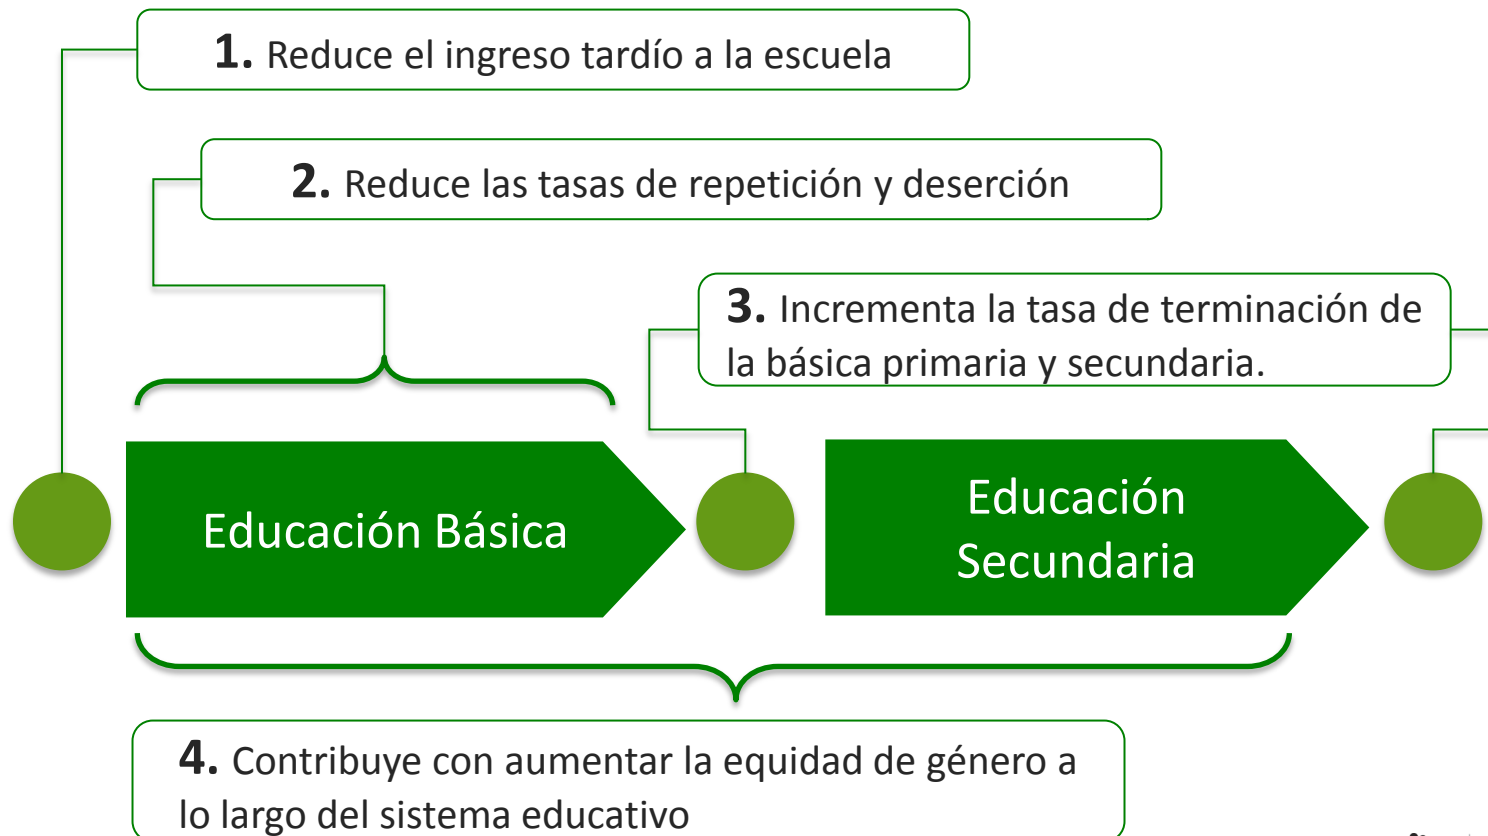 1. Reduce el ingreso tardío a la escuela
2. Reduce las tasas de repetición y deserción
3. Incrementa la tasa de terminación de
la básica primaria y secundaria.
Educación Básica
Educación
Secundaria
4. Contribuye con aumentar la equidad de género a
lo largo del sistema educativo